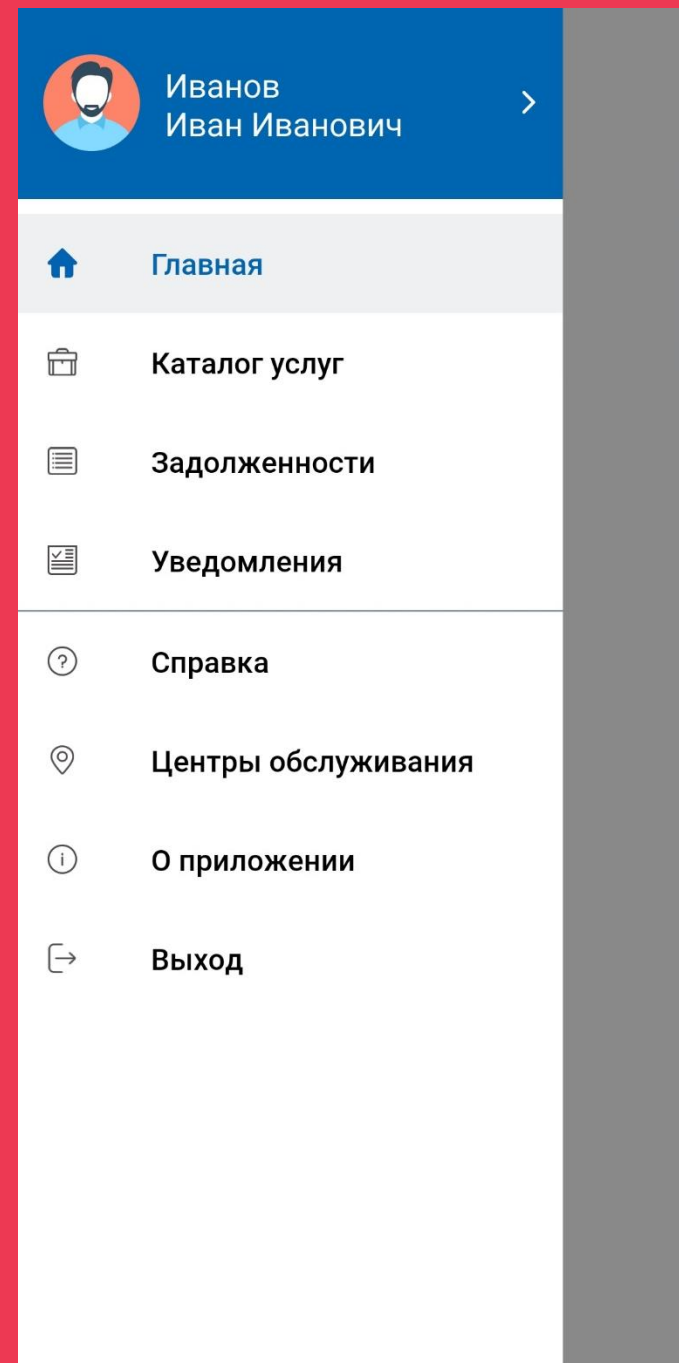 Иванов
Иван Иванович
Главная
Каталог услуг
Задолженности
Уведомления
Справка
Центры обслуживания
О приложении
Выход